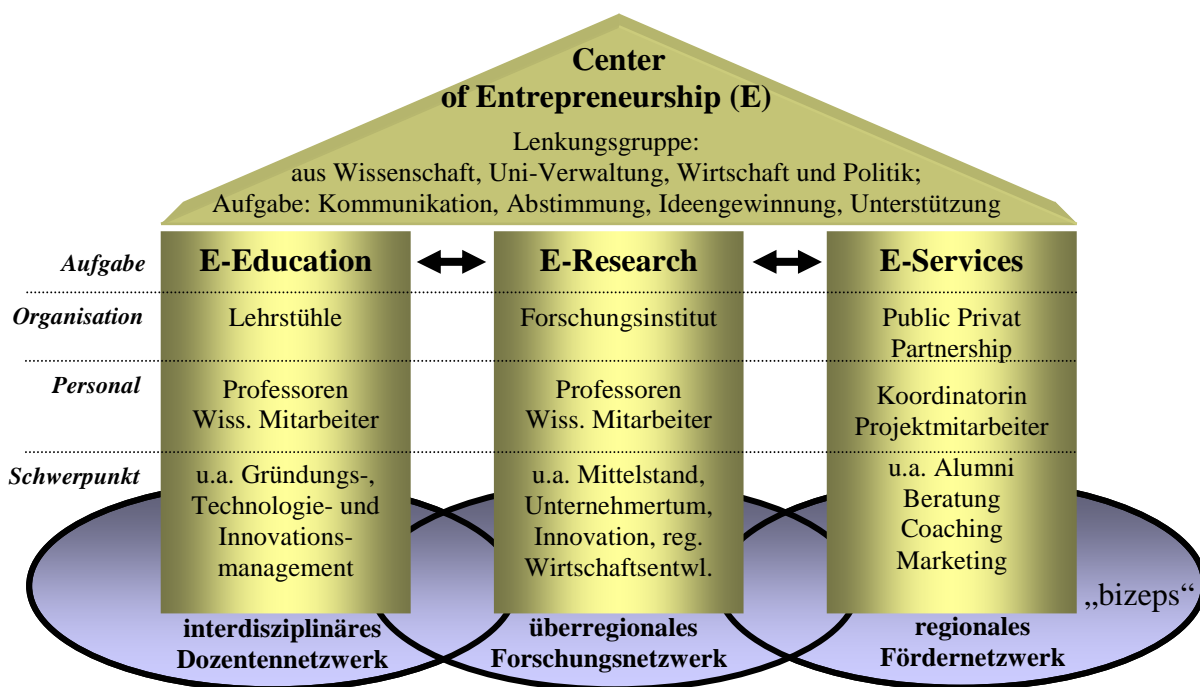 Center
of Entrepreneurship (E)
Lenkungsgruppe:
aus Wissenschaft, Uni-Verwaltung, Wirtschaft und Politik;
Aufgabe: Kommunikation, Abstimmung, Ideengewinnung, Unterstützung
Aufgabe
E-Education
E-Research
E-Services
Organisation
Lehrstühle
Forschungsinstitut
Public Privat
Partnership
Personal
Professoren
Wiss. Mitarbeiter
Professoren
Wiss. Mitarbeiter
Koordinatorin
Projektmitarbeiter
Schwerpunkt
u.a. Gründungs-,
Technologie- und
Innovations-
management
u.a. Mittelstand,
Unternehmertum,
Innovation, reg.
Wirtschaftsentwl.
u.a. Alumni
Beratung
Coaching
Marketing
„bizeps“
interdisziplinäres
Dozentennetzwerk
überregionales
Forschungsnetzwerk
regionales
Fördernetzwerk